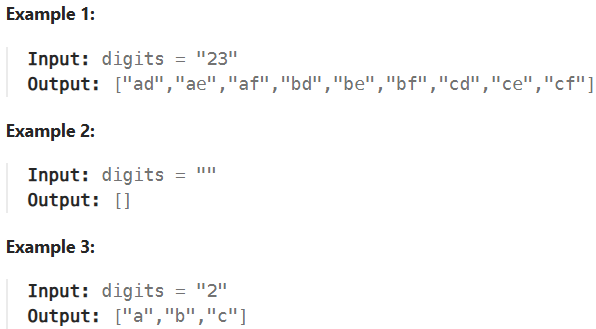 Example 1:
Input: digits = "23"
Output: ["ad","ae","af","bd","be","bf","cd","ce","cf"]
Example 2:
Input: digits = ""
Output: []
Example 3:
Input: digits = "2"
Output: ["a","b","c"]